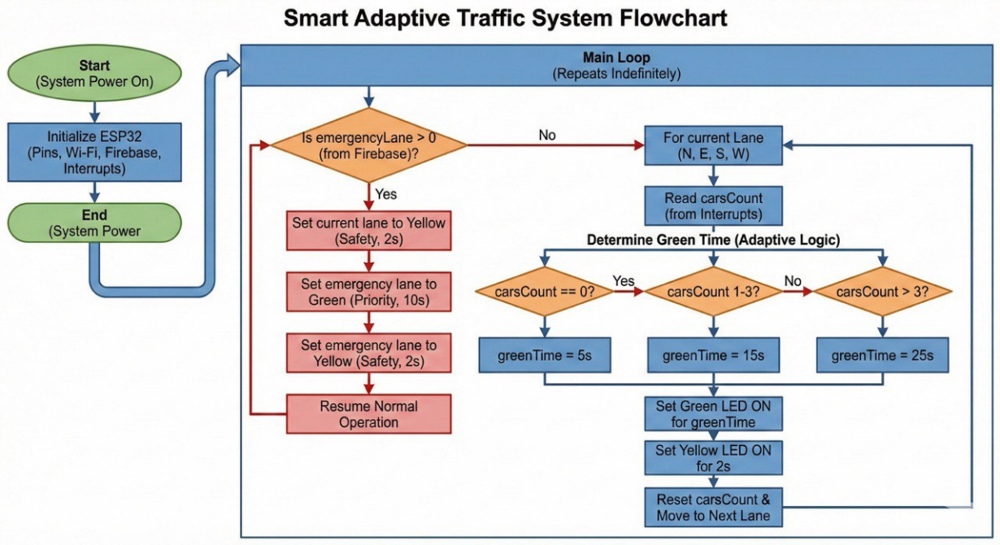 Smart Adaptive Traffic System Flowchart
Start
(System Power On)
Initialize ESP32
(Pins, Wi-Fi, Firebase,
Interrupts)
End
(System Power
Main Loop
(Repeats Indefinitely)
Is emergencyLane > 0
(from Firebase)?
No
Yes
Set current lane to Yellow
(Safety, 2s)
Set emergency lane to
Green (Priority, 10s)
Set emergency lane to
Yellow (Safety, 2s)
Resume Normal
Operation
For current Lane
(N, E, S, W)
Read carsCount
(from Interrupts)
Determine Green Time (Adaptive Logic)
carsCount == 0?
Yes
carsCount 1-3?
No
carsCount > 3?
greenTime = 5s
greenTime = 15s
greenTime = 25s
Set Green LED ON
for greenTime
Set Yellow LED ON
for 2s
Reset carsCount &
Move to Next Lane